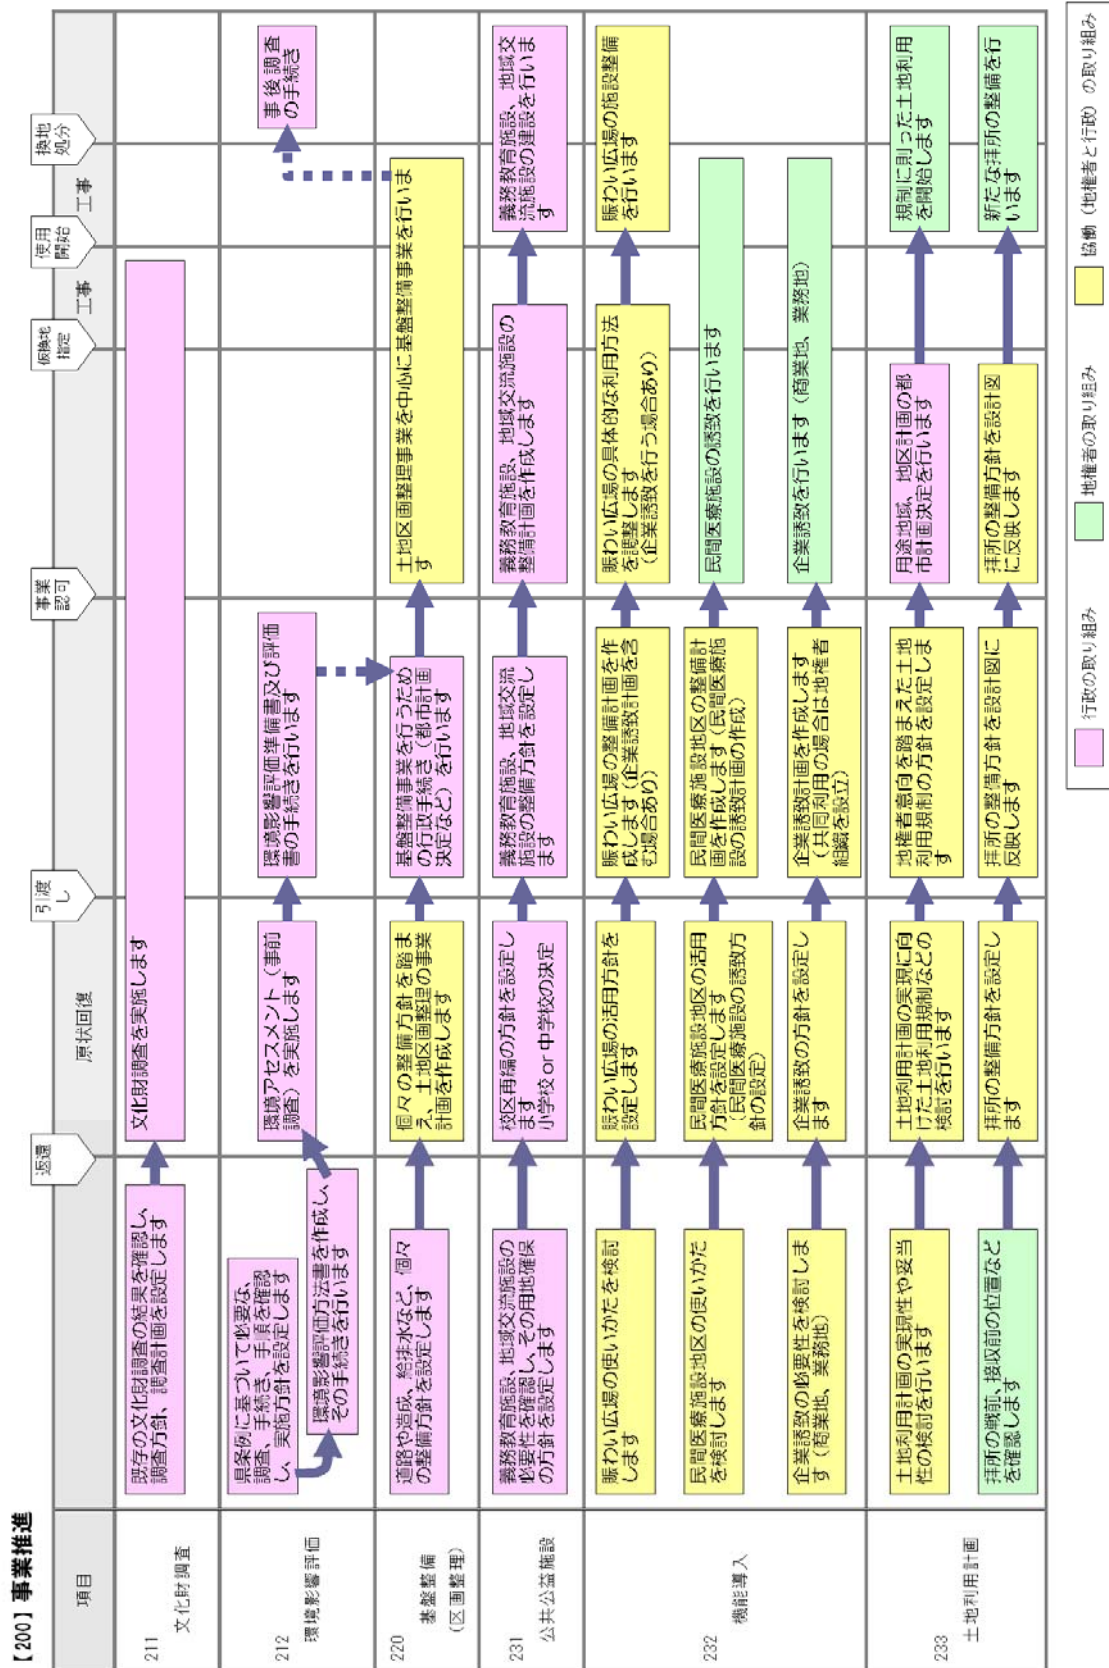 【200】事業推進
項目
返還
原状回復
引渡
し
事業
認可
仮換地
指定
工事
使用
開始
工事
換地
処分
211
文化財調査
既存の文化財調査の結果を確認し、
調査方針、調査計画を設定します
文化財調査を実施します
212
環境影響評価
県条例に基づいて必要な、
調査、手続き、手順を確認
し、実施方針を設定します
環境影響評価方法書を作成し、
その手続きを行います
環境アセスメント（事前
調査）を実施します
環境影響評価準備書及び評価
書の手続きを行います
事後調査
の手続き
220
基盤整備
（区画整理）
道路や造成、給排水など、個々
の整備方針を設定します
個々の整備方針を踏ま
え、土地区画整理の事業
計画を作成します
基盤整備事業を行うため
の行政手続き（都市計画
決定など）を行います
土地区画整理事業を中心に基盤整備事業を行いま
す
231
公共公益施設
義務教育施設、地域交流施設の
必要性を確認し、その用地確保
の方針を設定します
校区再編の方針を設定し
ます
小学校or中学校の決定
義務教育施設、地域交流
施設の整備方針を設定し
ます
義務教育施設、地域交流施設の
整備計画を作成します
義務教育施設、地域交
流施設の建設を行いま
す
232
機能導入
賑わい広場の使いかたを検討
します
賑わい広場の活用方針を
設定します
賑わい広場の整備計画を作
成します（企業誘致計画を含
む場合あり）
賑わい広場の具体的な利用方法
を調整します
（企業誘致を行う場合あり）
賑わい広場の施設整備
を行います
民間医療施設地区の使いかた
を検討します
民間医療施設地区の活用
方針を設定します
（民間医療施設の誘致方
針の設定）
民間医療施設地区の整備計
画を作成します（民間医療施
設の誘致計画の作成）
民間医療施設の誘致を行います
企業誘致の必要性を検討しま
す（商業地、業務地）
企業誘致の方針を設定し
ます
企業誘致計画を作成します
（共同利用の場合は地権者
組織を設立）
企業誘致を行います（商業地、業務地）
233
土地利用計画
土地利用計画の実現性や妥当
性の検討を行います
土地利用計画の実現に向
けた土地利用規制などの
検討を行います
地権者意向を踏まえた土地
利用規制の方針を設定しま
す
用途地域、地区計画の都
市計画決定を行います
規制に則った土地利用
を開始します
拝所の戦前、接収前の位置など
を確認します
拝所の整備方針を設定し
ます
拝所の整備方針を設計図に
反映します
拝所の整備方針を設計図
に反映します
新たな拝所の整備を行
います
行政の取り組み
地権者の取り組み
協働（地権者と行政）の取り組み